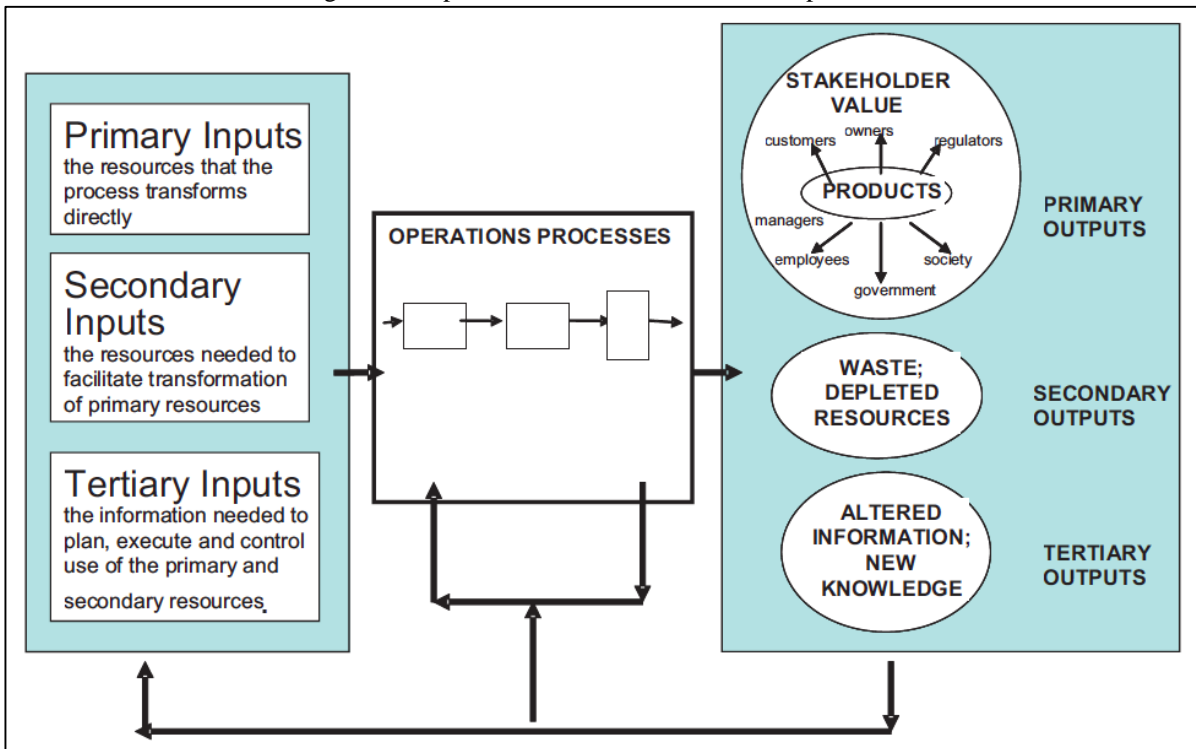 Primary Inputs
the resources that the
process transforms
directly
Secondary
Inputs
the resources needed to
facilitate transformation
of primary resources
Tertiary Inputs
the information needed to
plan, execute and control
use of the primary and
secondary resources.
OPERATIONS PROCESSES
STAKEHOLDER
VALUE
owners
customers
regulators
PRODUCTS
managers
employees
society
government
PRIMARY
OUTPUTS
WASTE;
DEPLETED
RESOURCES
SECONDARY
OUTPUTS
ALTERED
INFORMATION;
NEW
KNOWLEDGE
TERTIARY
OUTPUTS